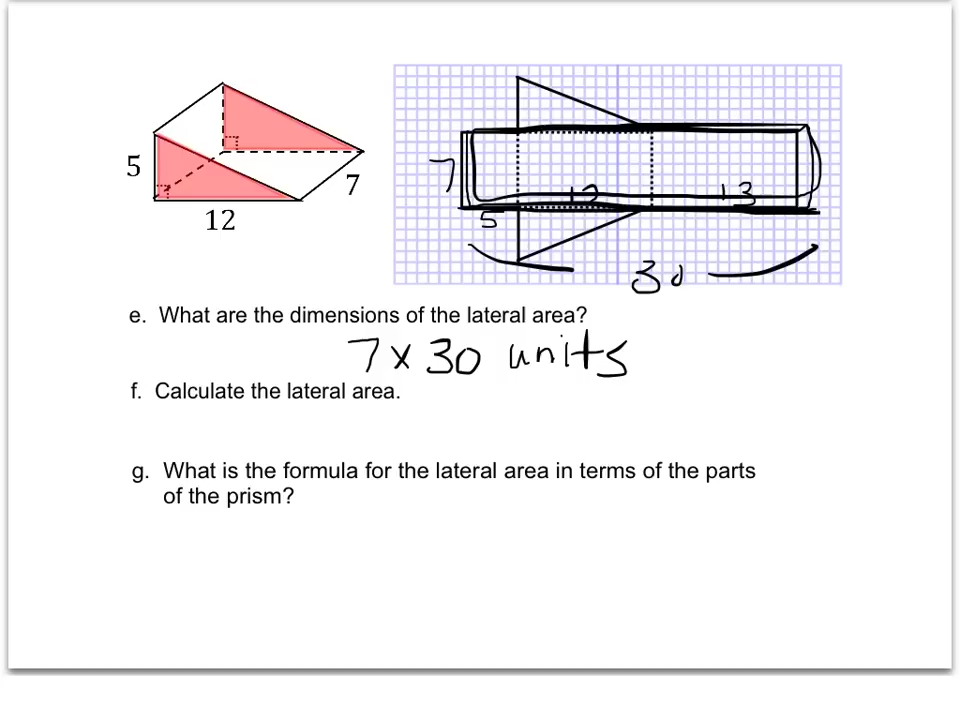 5
12
7
7
5
12
13
30
e. What are the dimensions of the lateral area?
7 x 30 units
f. Calculate the lateral area.
g. What is the formula for the lateral area in terms of the parts
of the prism?